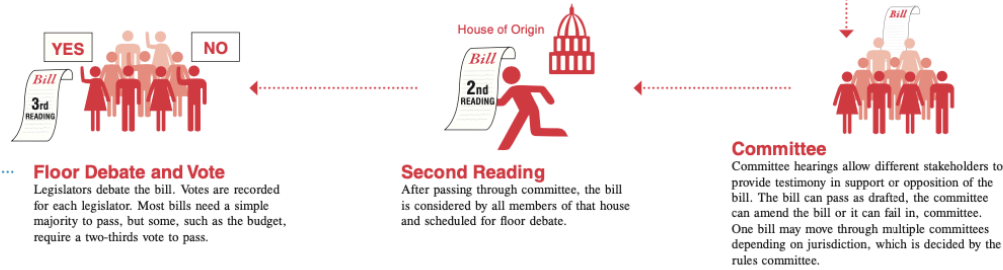 YES
NO
Bill
3rd
READING
Floor Debate and Vote
Legislators debate the bill. Votes are recorded
for each legislator. Most bills need a simple
majority to pass, but some, such as the budget,
require a two-thirds vote to pass.
House of Origin
Bill
2nd
READING
Second Reading
After passing through committee, the bill
is considered by all members of that house
and scheduled for floor debate.
Bill
Committee
Committee hearings allow different stakeholders to
provide testimony in support or opposition of the
bill. The bill can pass as drafted, the committee
can amend the bill or it can fail in, committee.
One bill may move through multiple committees
depending on jurisdiction, which is decided by the
rules committee.